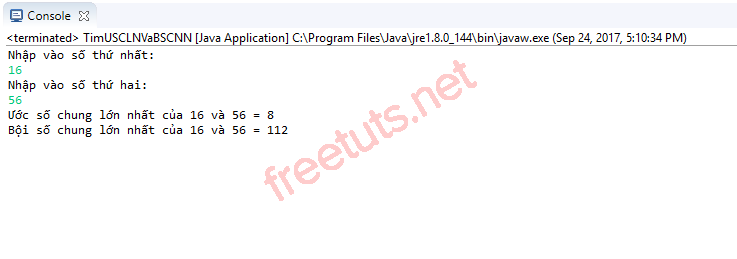 Console
<terminated> TimUSCLNVaBSCNN [Java Application] C:\Program Files\Java\jre1.8.0_144\bin\javaw.exe (Sep 24, 2017, 5:10:34 PM)
Nhập vào số thứ nhất:
16
Nhập vào số thứ hai:
56
Ước số chung lớn nhất của 16 và 56 = 8
Bội số chung lớn nhất của 16 và 56 = 112
freetuts.net